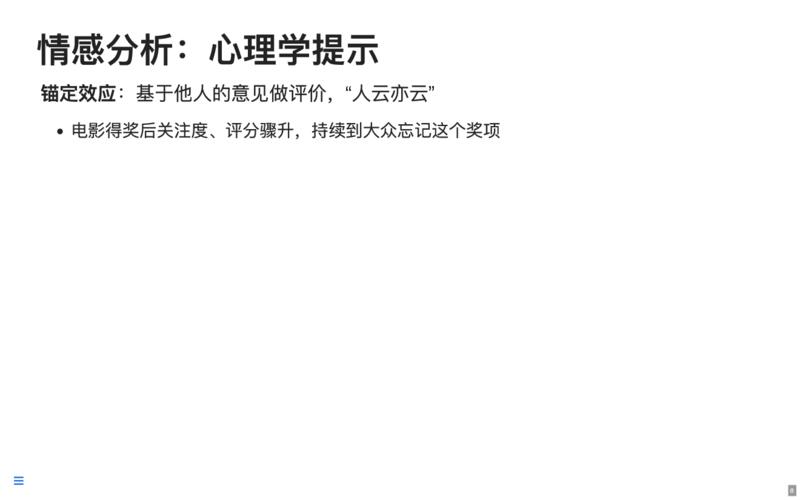 情感分析：心理学提示
锚定效应：基于他人的意见做评价，“人云亦云”
• 电影得奖后关注度、评分骤升，持续到大众忘记这个奖项